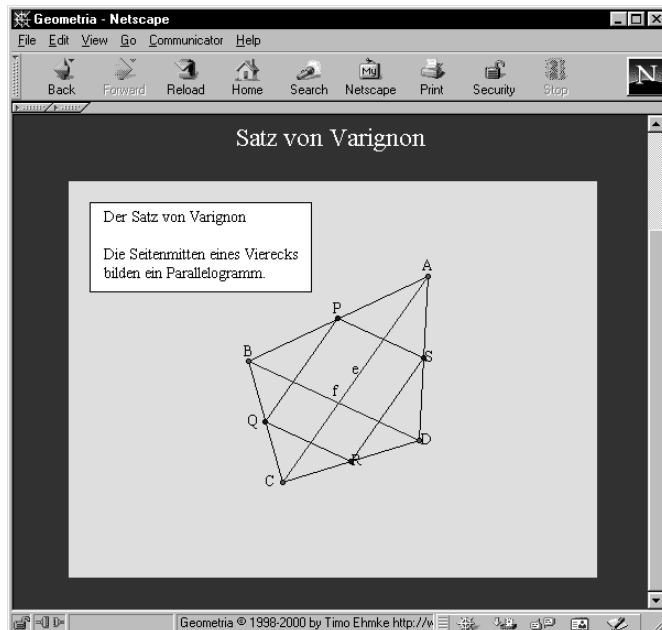 Geometria - Netscape
File Edit View Go Communicator Help
My
N
Back Forward Reload Home Search Netscape Print Security Stop
Satz von Varignon
Der Satz von Varignon
Die Seitenmitten eines Vierecks
bilden ein Parallelogramm.
A
P
B
S
e
f
Q
D
R
C
Geometria © 1998-2000 by Timo Ehmke http://w